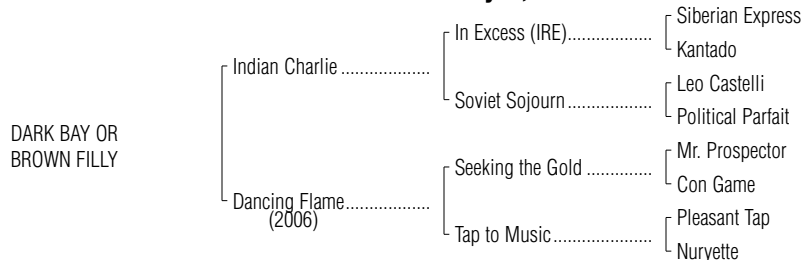 Siberian Express
In Excess (IRE)..................
Kantado
Indian Charlie ...................
Leo Castelli
Soviet Sojourn..................
Political Parfait
DARK BAY OR
BROWN FILLY
Mr. Prospector
Seeking the Gold ..............
Con Game
Dancing Flame..................
(2006)
Pleasant Tap
Tap to Music.....................
Nuryette